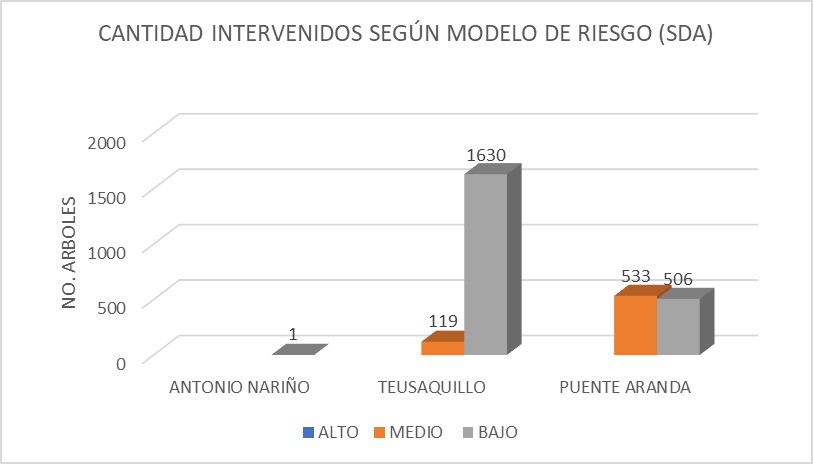 CANTIDAD INTERVENIDOS SEGÚN MODELO DE RIESGO (SDA)
NO. ARBOLES
2000
1500
1000
500
0
1
119
1630
533
506
ANTONIO NARIÑO
TEUSAQUILLO
PUENTE ARANDA
ALTO
MEDIO
BAJO